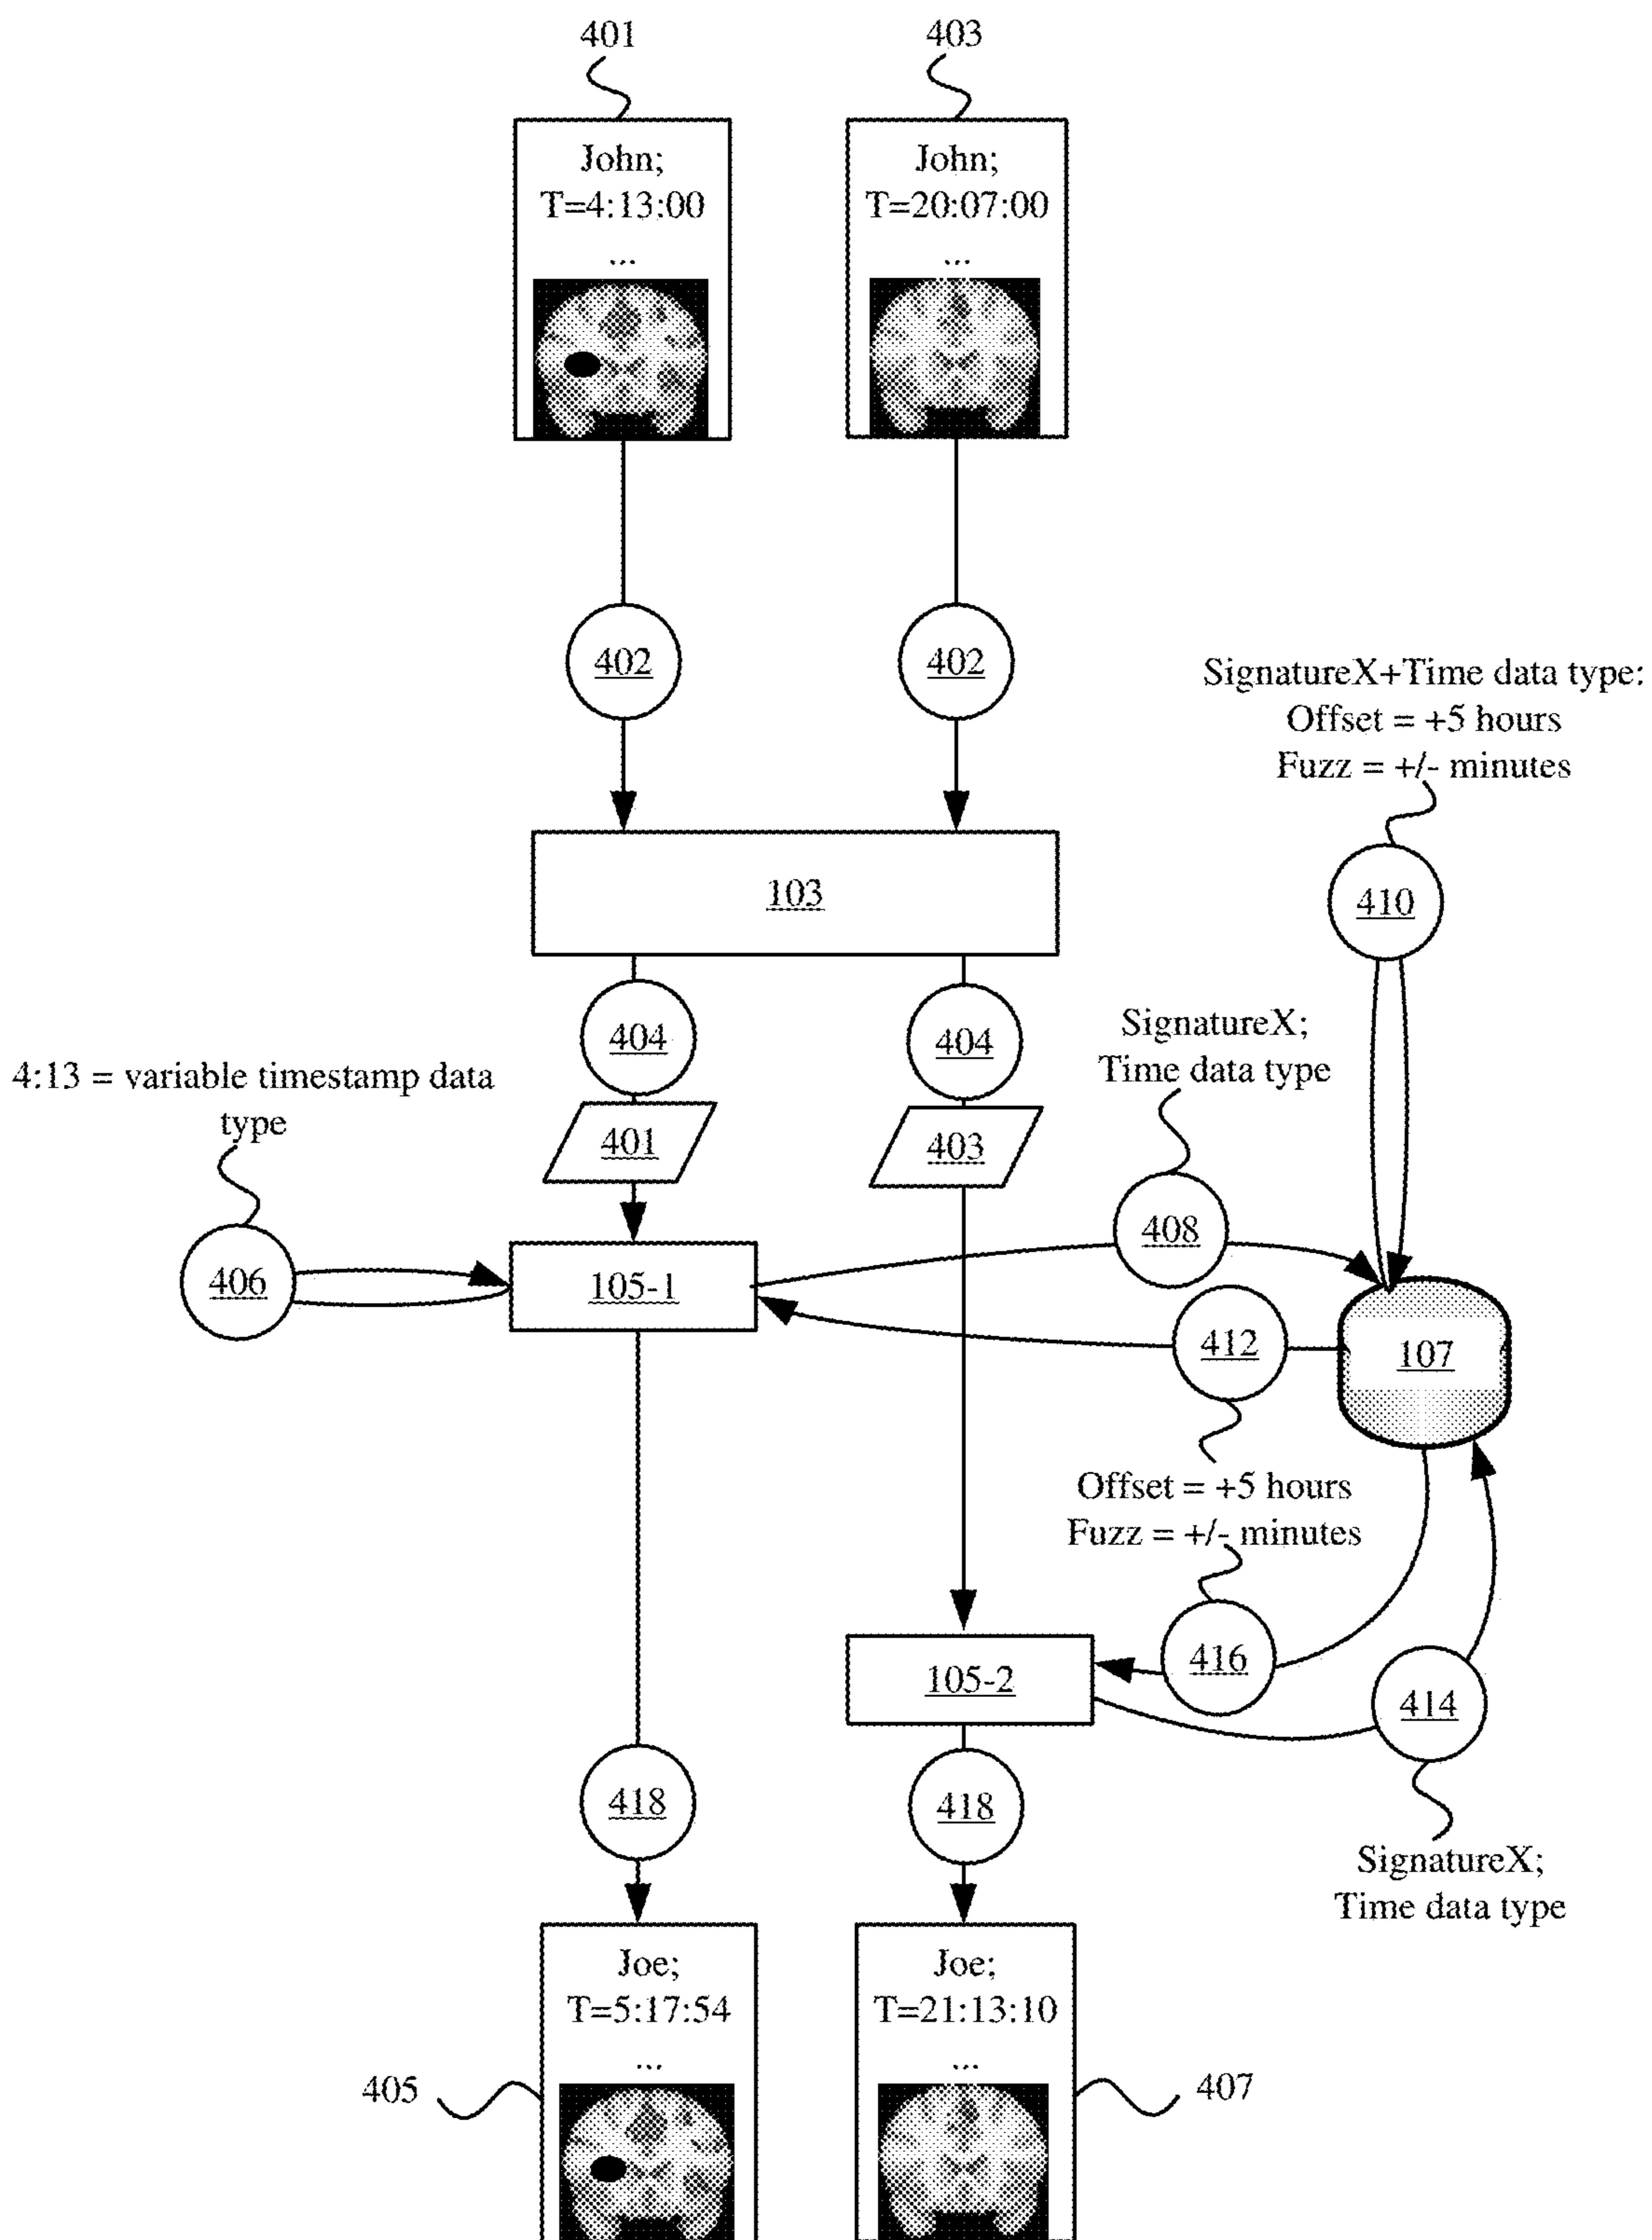 401
403
John;
T=4:13:00
...
John;
T=20:07:00
...
402
402
SignatureX+Time data type:
Offset = +5 hours
Fuzz = +/- minutes
103
410
404
404
SignatureX;
Time data type
4:13 = variable timestamp data
type
401
403
408
406
105-1
412
107
Offset = +5 hours
Fuzz = +/- minutes
416
105-2
414
418
418
SignatureX;
Time data type
Joe;
T=5:17:54
...
Joe;
T=21:13:10
...
405
407